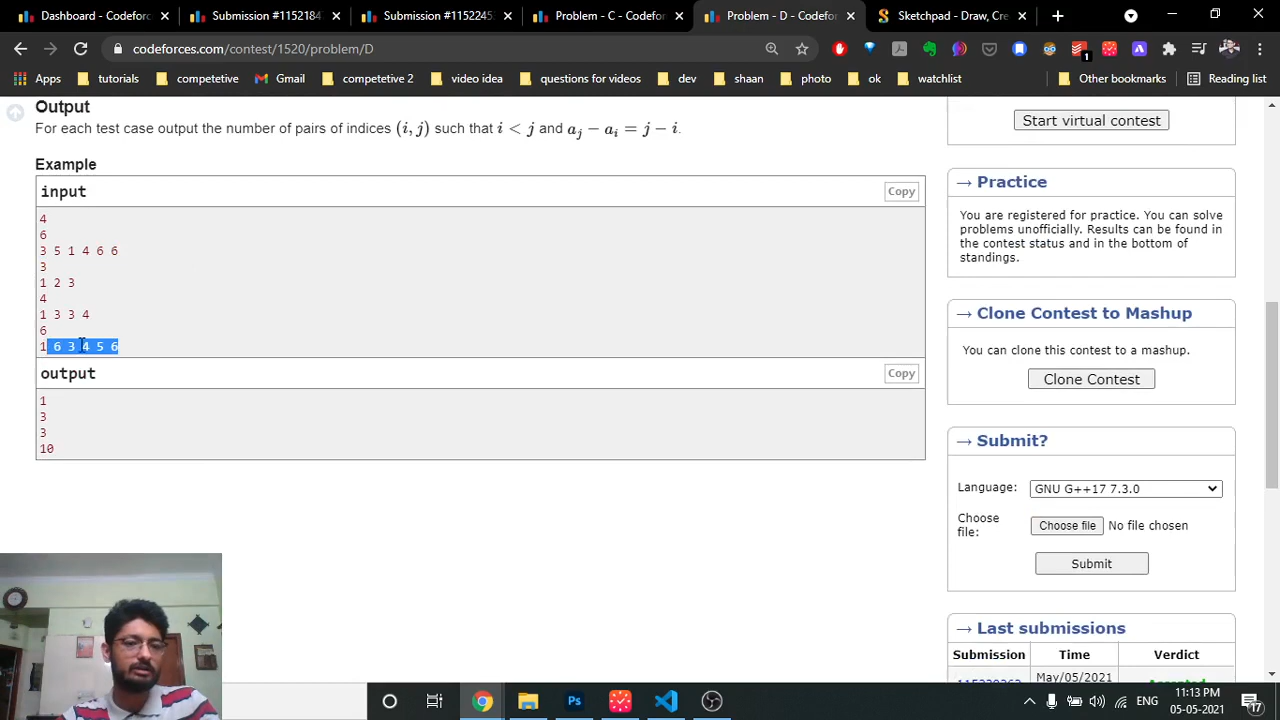 Dashboard - Codeforces
Submission #1152184
Submission #1152245
Problem - C - Codefor
Problem - D - Codefor
Sketchpad - Draw, Cre
codeforces.com/contest/1520/problem/D
1
Apps
tutorials
competetive
Gmail
competetive 2
video idea
questions for videos
dev
shaan
photo
ok
watchlist
Other bookmarks
Reading list
Output
For each test case output the number of pairs of indices (i, j) such that i < j and a_j − a_i = j − i.
Example
input
Copy
4
6
3 5 1 4 6 6
3
1 2 3
4
1 3 3 4
6
1 6 3 4 5 6
output
Copy
1
3
3
10
Start virtual contest
→ Practice
You are registered for practice. You can solve
problems unofficially. Results can be found in
the contest status and in the bottom of
standings.
→ Clone Contest to Mashup
You can clone this contest to a mashup.
Clone Contest
→ Submit?
Language:
GNU G++17 7.3.0
Choose
file:
Choose file
No file chosen
Submit
→ Last submissions
Submission
Time
Verdict
May/05/2021
Accepted
ENG
11:13 PM
05-05-2021
17